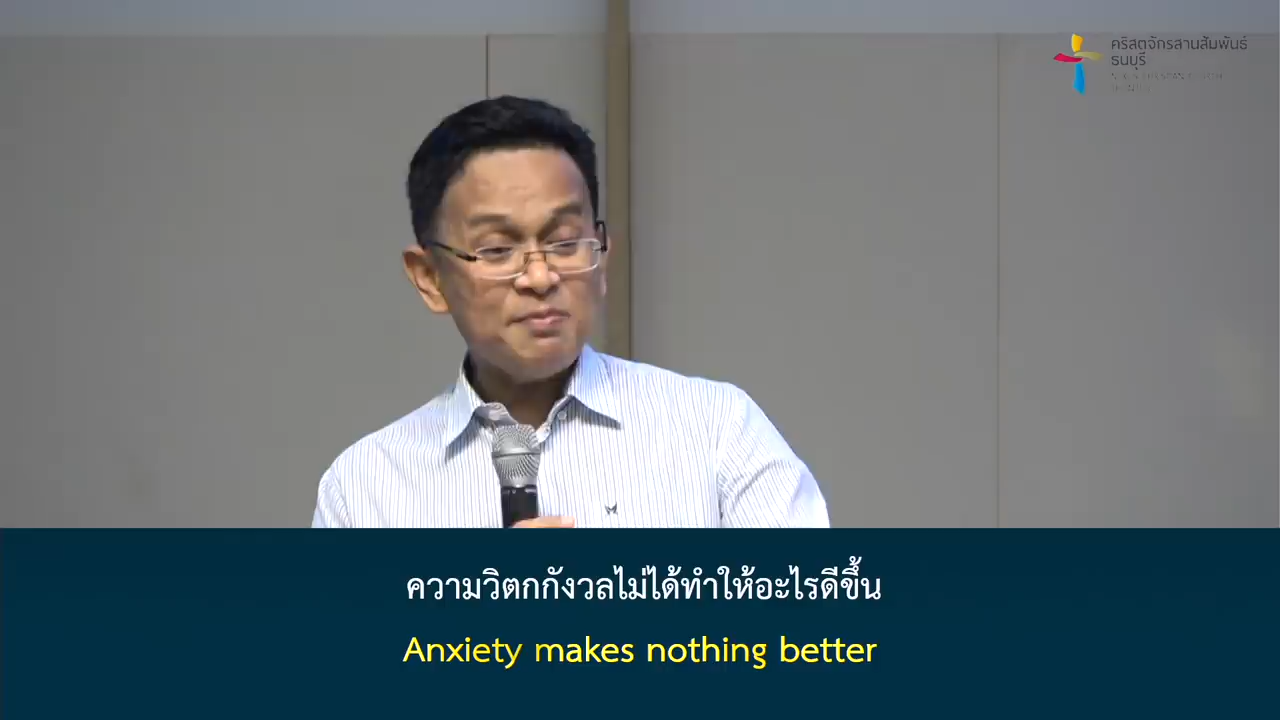 คริสตจักรสานสัมพันธ์
ธนบุรี
ความวิตกกังวลไม่ได้ทำให้อะไรดีขึ้น
Anxiety makes nothing better